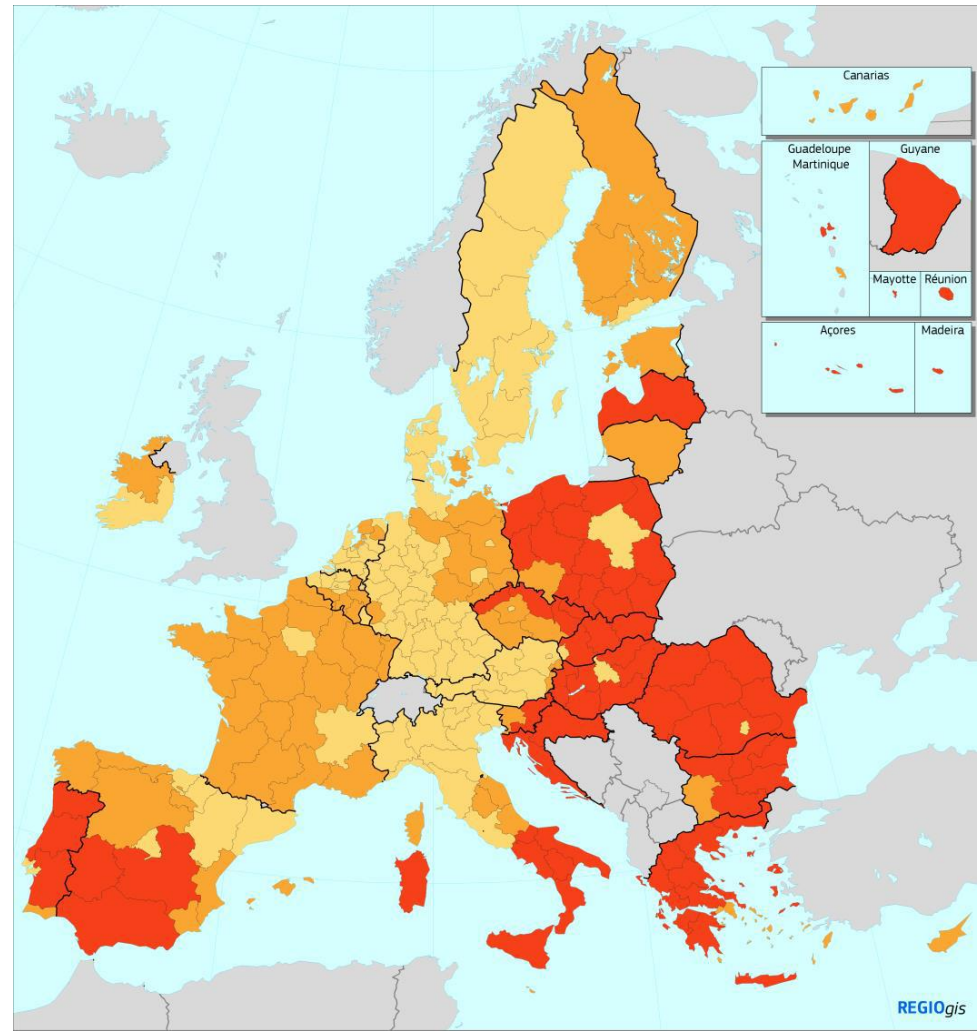 Canarias
Guadeloupe
Martinique
Guyane
Mayotte
Réunion
Açores
Madeira
REGIOgis